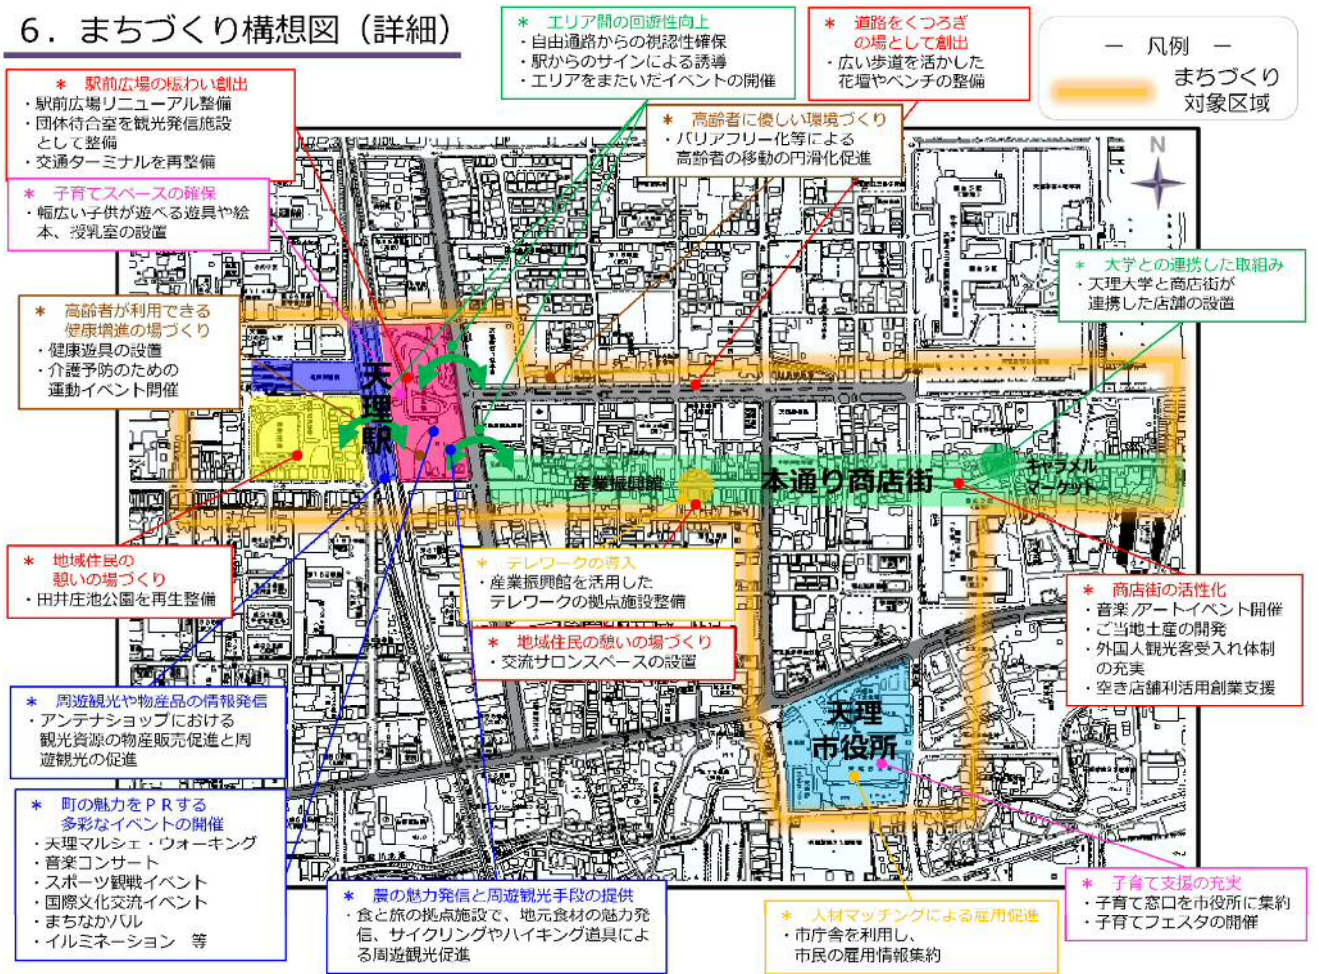 6．まちづくり構想図（詳細）
＊ エリア間の回遊性向上
・自由通路からの視認性確保
・駅からのサインによる誘導
・エリアをまたいだイベントの開催
＊ 道路をくつろぎ
の場として創出
・広い歩道を活かした
花壇やベンチの整備
－ 凡例 －
まちづくり
対象区域
＊ 駅前広場の賑わい創出
・駅前広場リニューアル整備
・団体待合室を観光発信施設
として整備
・交通ターミナルを再整備
＊ 高齢者に優しい環境づくり
・バリアフリー化等による
高齢者の移動の円滑化促進
N
＊ 子育てスペースの確保
・幅広い子供が遊べる遊具や絵
本、授乳室の設置
＊ 大学との連携した取組み
・天理大学と商店街が
連携した店舗の設置
＊ 高齢者が利用できる
健康増進の場づくり
・健康遊具の設置
・介護予防のための
運動イベント開催
天理駅
産業振興館
本通り商店街
キャラメル
マーケット
＊ 地域住民の
憩いの場づくり
・田井庄池公園を再生整備
＊ テレワークの導入
・産業振興館を活用した
テレワークの拠点施設整備
＊ 地域住民の憩いの場づくり
・交流サロンスペースの設置
＊ 商店街の活性化
・音楽/アートイベント開催
・ご当地土産の開発
・外国人観光客受入れ体制
の充実
・空き店舗利活用創業支援
＊ 周遊観光や物産品の情報発信
・アンテナショップにおける
観光資源の物産販売促進と周
遊観光の促進
天理
市役所
＊ 町の魅力をＰＲする
多彩なイベントの開催
・天理マルシェ・ウォーキング
・音楽コンサート
・スポーツ観戦イベント
・国際文化交流イベント
・まちなかバル
・イルミネーション 等
＊ 農の魅力発信と周遊観光手段の提供
・食と旅の拠点施設で、地元食材の魅力発
信、サイクリングやハイキング道具によ
る周遊観光促進
＊ 人材マッチングによる雇用促進
・市庁舎を利用し、
市民の雇用情報集約
＊ 子育て支援の充実
・子育て窓口を市役所に集約
・子育てフェスタの開催